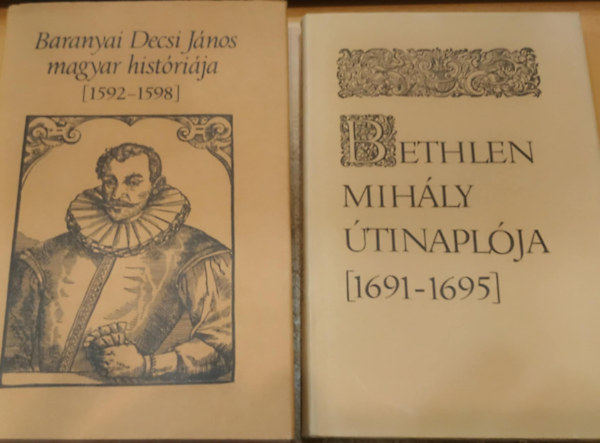 Baranyai Decsi János
magyar históriája
[1592–1598]
BETHLEN
MIHÁLY
ÚTINAPLÓJA
[1691-1695]